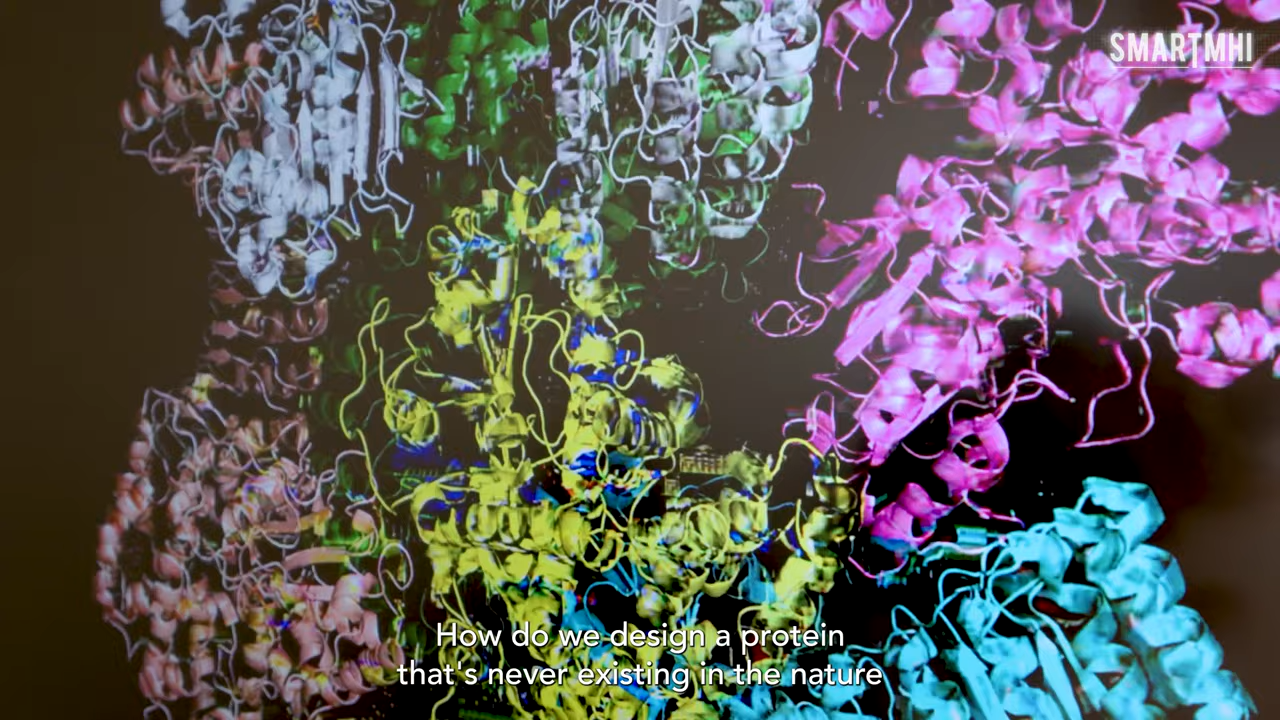 SMARTMHI
How do we design a protein
that's never existing in the nature